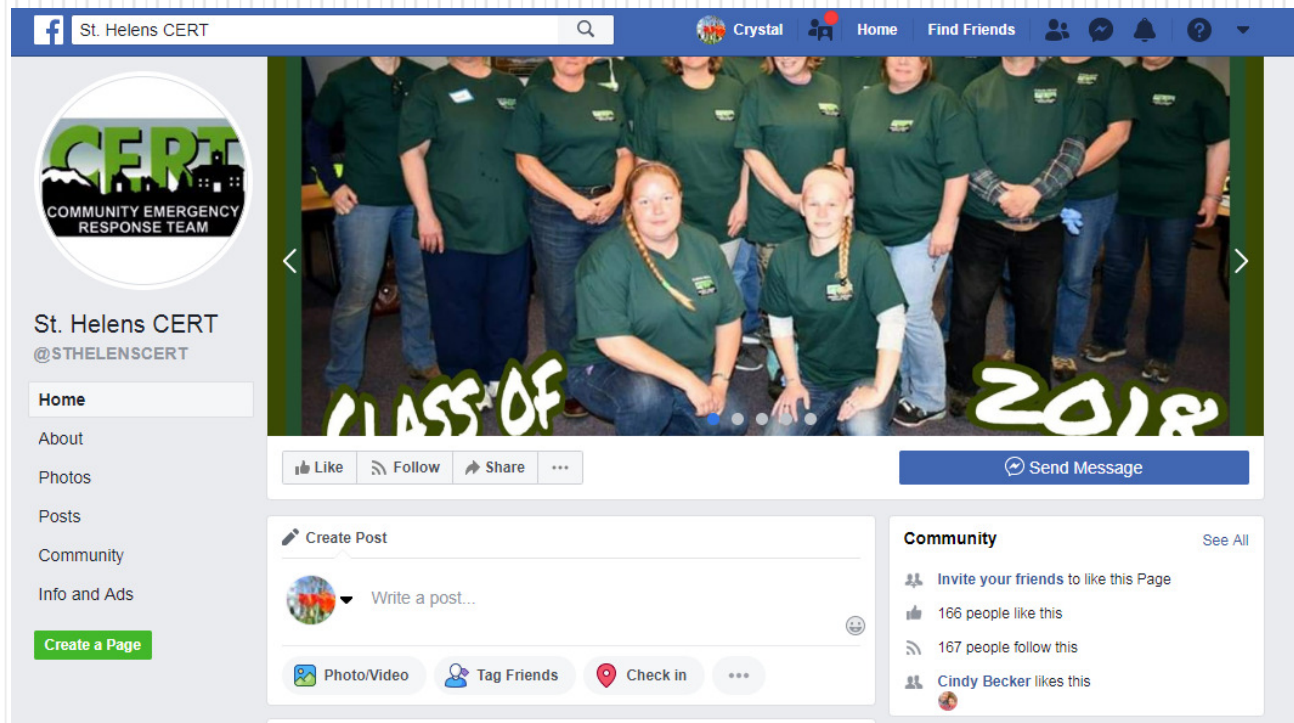 St. Helens CERT
Crystal
Home
Find Friends
CERT
COMMUNITY EMERGENCY
RESPONSE TEAM
St. Helens CERT
@STHELENSCERT
Home
About
Photos
Posts
Community
Info and Ads
Create a Page
CLASS OF 2018
Like
Follow
Share
Send Message
Create Post
Write a post...
Photo/Video
Tag Friends
Check in
Community
See All
Invite your friends to like this Page
166 people like this
167 people follow this
Cindy Becker likes this